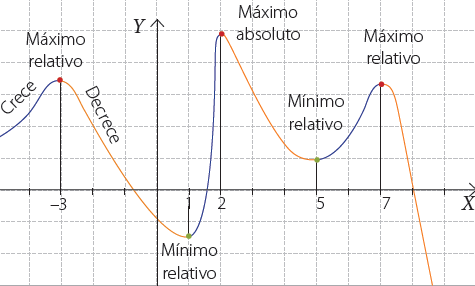 Y
Máximo
absoluto
Máximo
relativo
Máximo
relativo
Crece
Decrece
Mínimo
relativo
–3
1
2
5
7
X
Mínimo
relativo